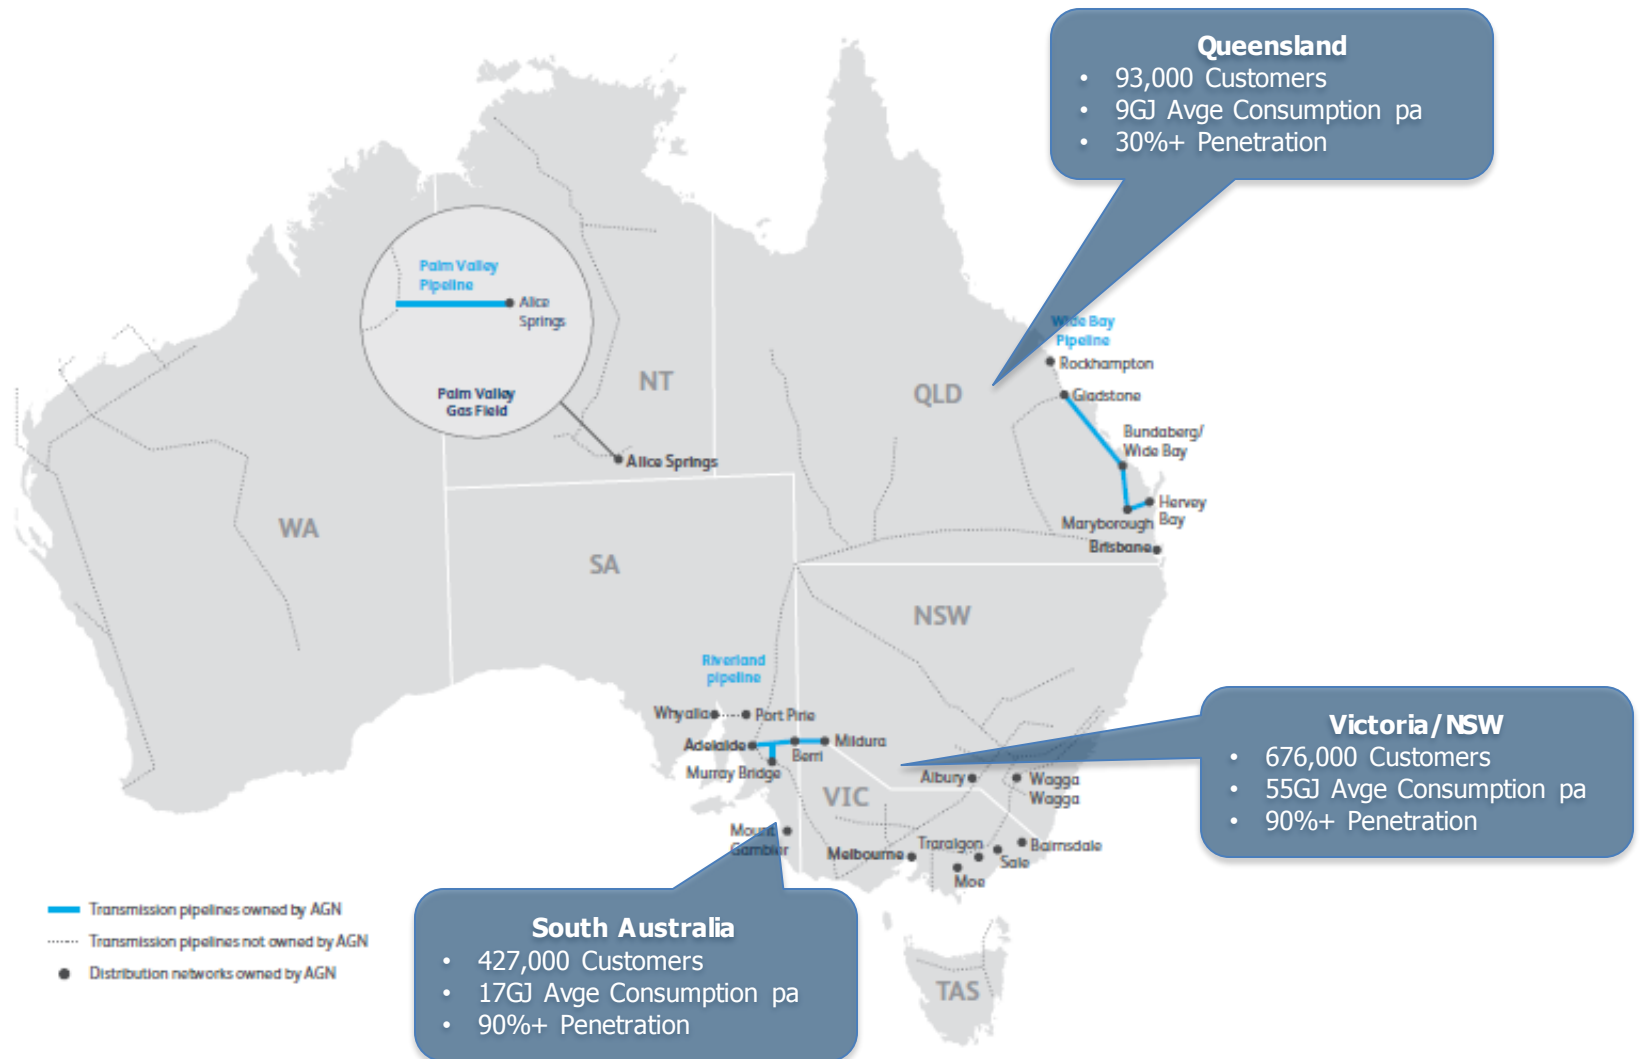 Queensland
• 93,000 Customers
• 9GJ Avge Consumption pa
• 30%+ Penetration
Palm Valley
Pipeline
Alice
Springs
Palm Valley
Gas Field
Alice Springs
NT
QLD
WA
SA
NSW
VIC
TAS
Wide Bay
Pipeline
Rockhampton
Gladstone
Bundaberg/
Wide Bay
Hervey
Bay
Maryborough
Brisbane
Riverland
pipeline
Whyalla
Port Pirie
Adelaide
Berri
Mildura
Murray Bridge
Albury
Wagga
Wagga
Mount
Gambier
Melbourne
Traralgon
Bairnsdale
Sale
Moe
Victoria/NSW
• 676,000 Customers
• 55GJ Avge Consumption pa
• 90%+ Penetration
South Australia
• 427,000 Customers
• 17GJ Avge Consumption pa
• 90%+ Penetration
Transmission pipelines owned by AGN
Transmission pipelines not owned by AGN
Distribution networks owned by AGN